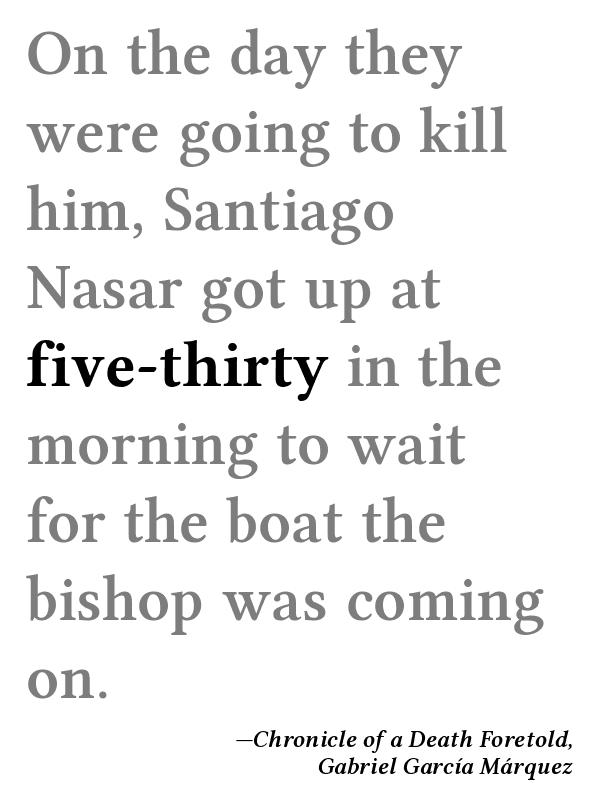 On the day they
were going to kill
him, Santiago
Nasar got up at
five-thirty in the
morning to wait
for the boat the
bishop was coming
on.
—Chronicle of a Death Foretold,
Gabriel García Márquez